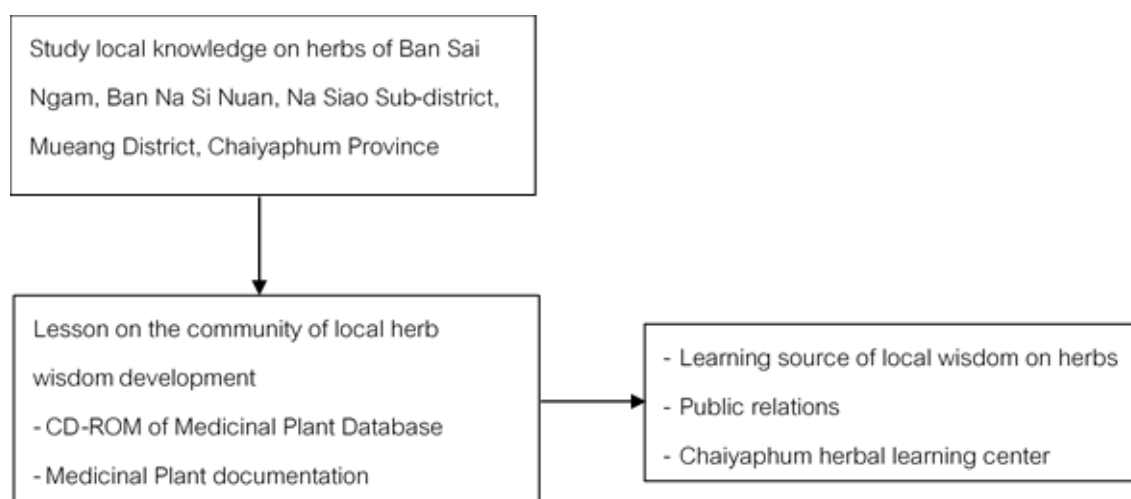 Study local knowledge on herbs of Ban Sai
Ngam, Ban Na Si Nuan, Na Siao Sub-district,
Mueang District, Chaiyaphum Province
Lesson on the community of local herb
wisdom development
- CD-ROM of Medicinal Plant Database
- Medicinal Plant documentation
- Learning source of local wisdom on herbs
- Public relations
- Chaiyaphum herbal learning center